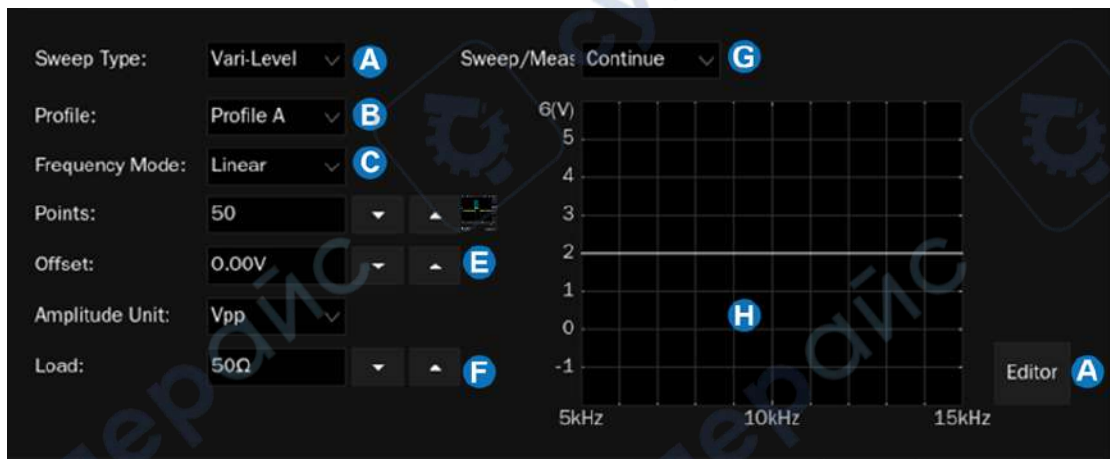 Sweep Type: Vari-Level A Sweep/Meas Continue G
Profile: Profile A B
Frequency Mode: Linear C
Points: 50
Offset: 0.00V E
Amplitude Unit: Vpp
Load: 50Ω F
6(V)
5
4
3
2
1
0
-1
H
5kHz 10kHz 15kHz
Editor A